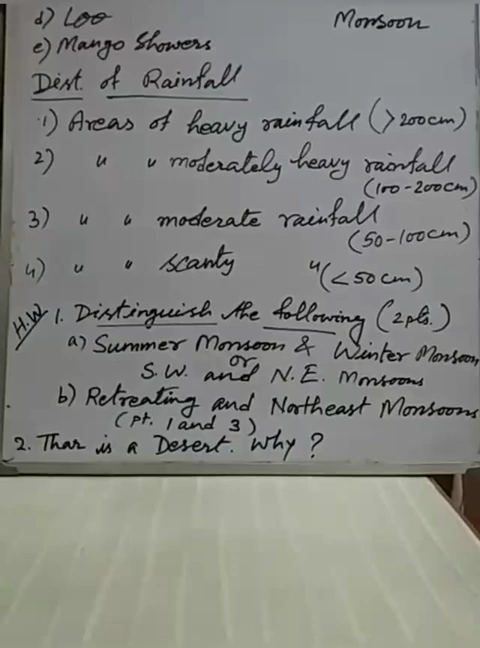 d) Loo
Monsoon
e) Mango Showers
Dist. of Rainfall
1) Areas of heavy rainfall (>200cm)
2) " " moderately heavy rainfall
(100-200cm)
3) " " moderate rainfall
(50-100cm)
4) " " scanty " (<50cm)
H.W 1. Distinguish the following (2pts.)
a) Summer Monsoon & Winter Monsoon
or
S.W. and N.E. Monsoons
b) Retreating and Northeast Monsoons
(pt. 1 and 3)
2. Thar is a Desert. Why?